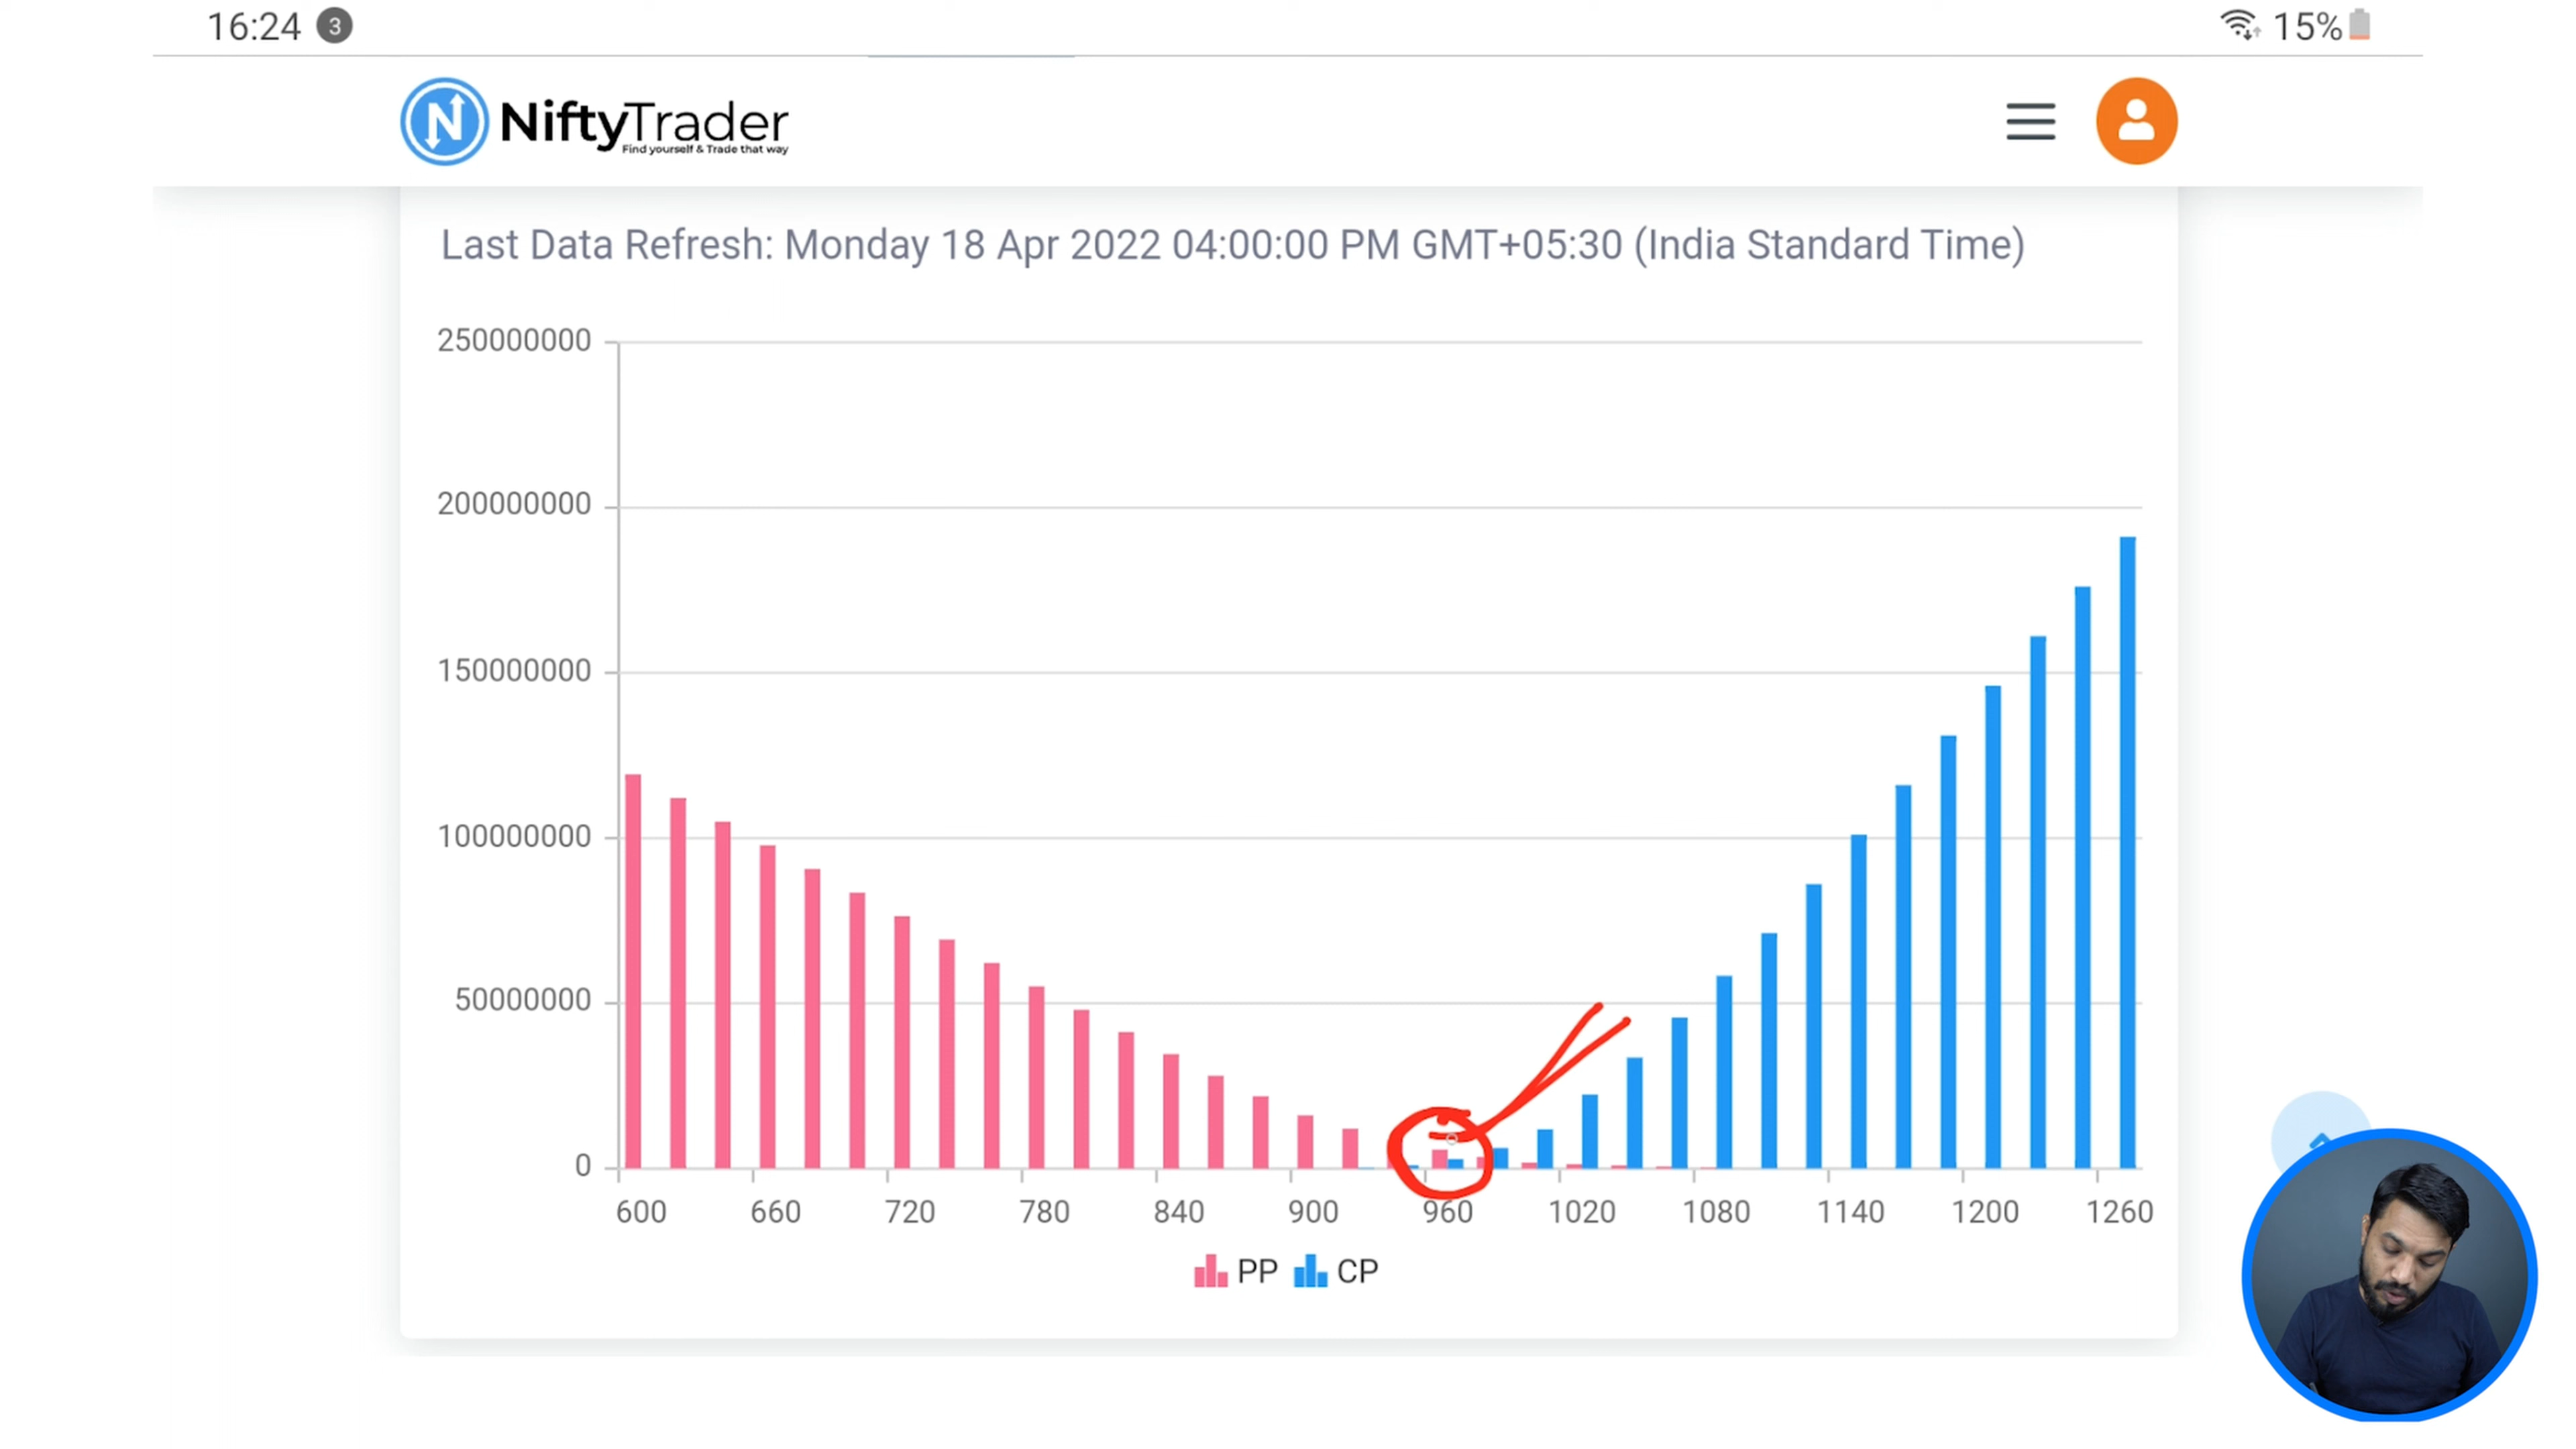 16:24 3 15%
NiftyTrader
Find yourself & Trade that way
Last Data Refresh: Monday 18 Apr 2022 04:00:00 PM GMT+05:30 (India Standard Time)
250000000
200000000
150000000
100000000
50000000
0
600 660 720 780 840 900 960 1020 1080 1140 1200 1260
PP CP